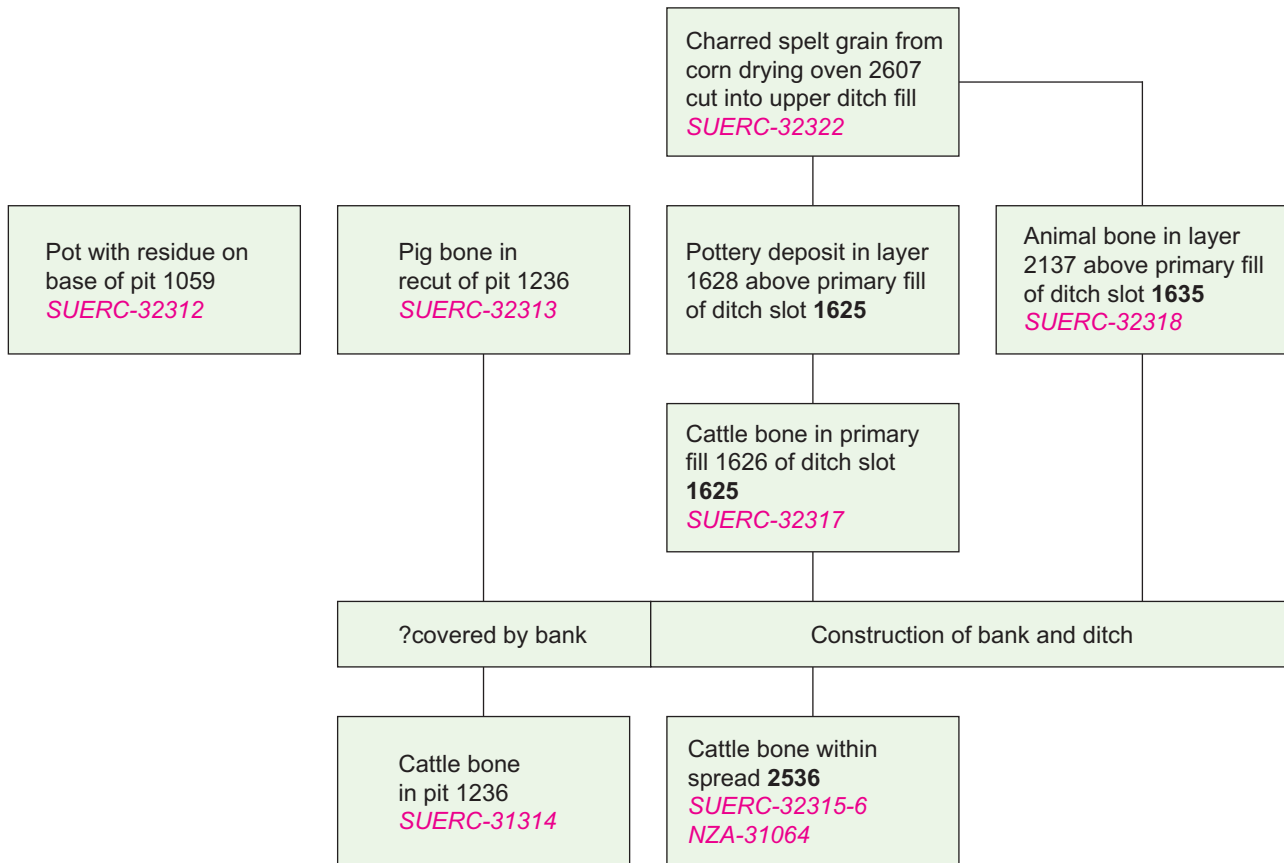 Charred spelt grain from
corn drying oven 2607
cut into upper ditch fill
SUERC-32322
Pot with residue on
base of pit 1059
SUERC-32312
Pig bone in
recut of pit 1236
SUERC-32313
Pottery deposit in layer
1628 above primary fill
of ditch slot 1625
Animal bone in layer
2137 above primary fill
of ditch slot 1635
SUERC-32318
Cattle bone in primary
fill 1626 of ditch slot
1625
SUERC-32317
?covered by bank
Construction of bank and ditch
Cattle bone
in pit 1236
SUERC-31314
Cattle bone within
spread 2536
SUERC-32315-6
NZA-31064